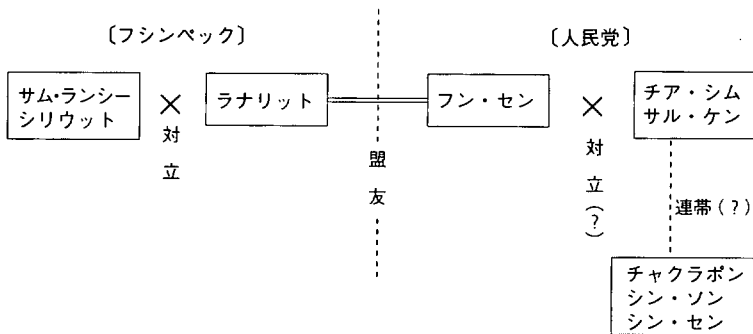 〔フシンペック〕
〔人民党〕
サム・ランシー
シリウット
×
対立
ラナリット
盟友
フン・セン
×
対立(?)
チア・シム
サル・ケン
連帯(?)
チャクラポン
シン・ソン
シン・セン